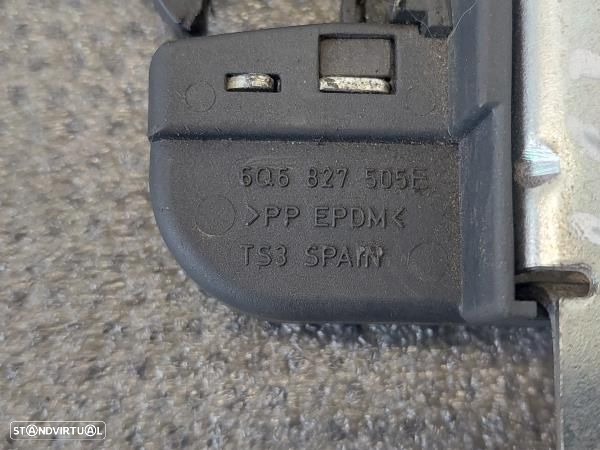 6Q6 827 505E
>PP EPDM<
TS3 SPAIN
STANDVIRTUAL